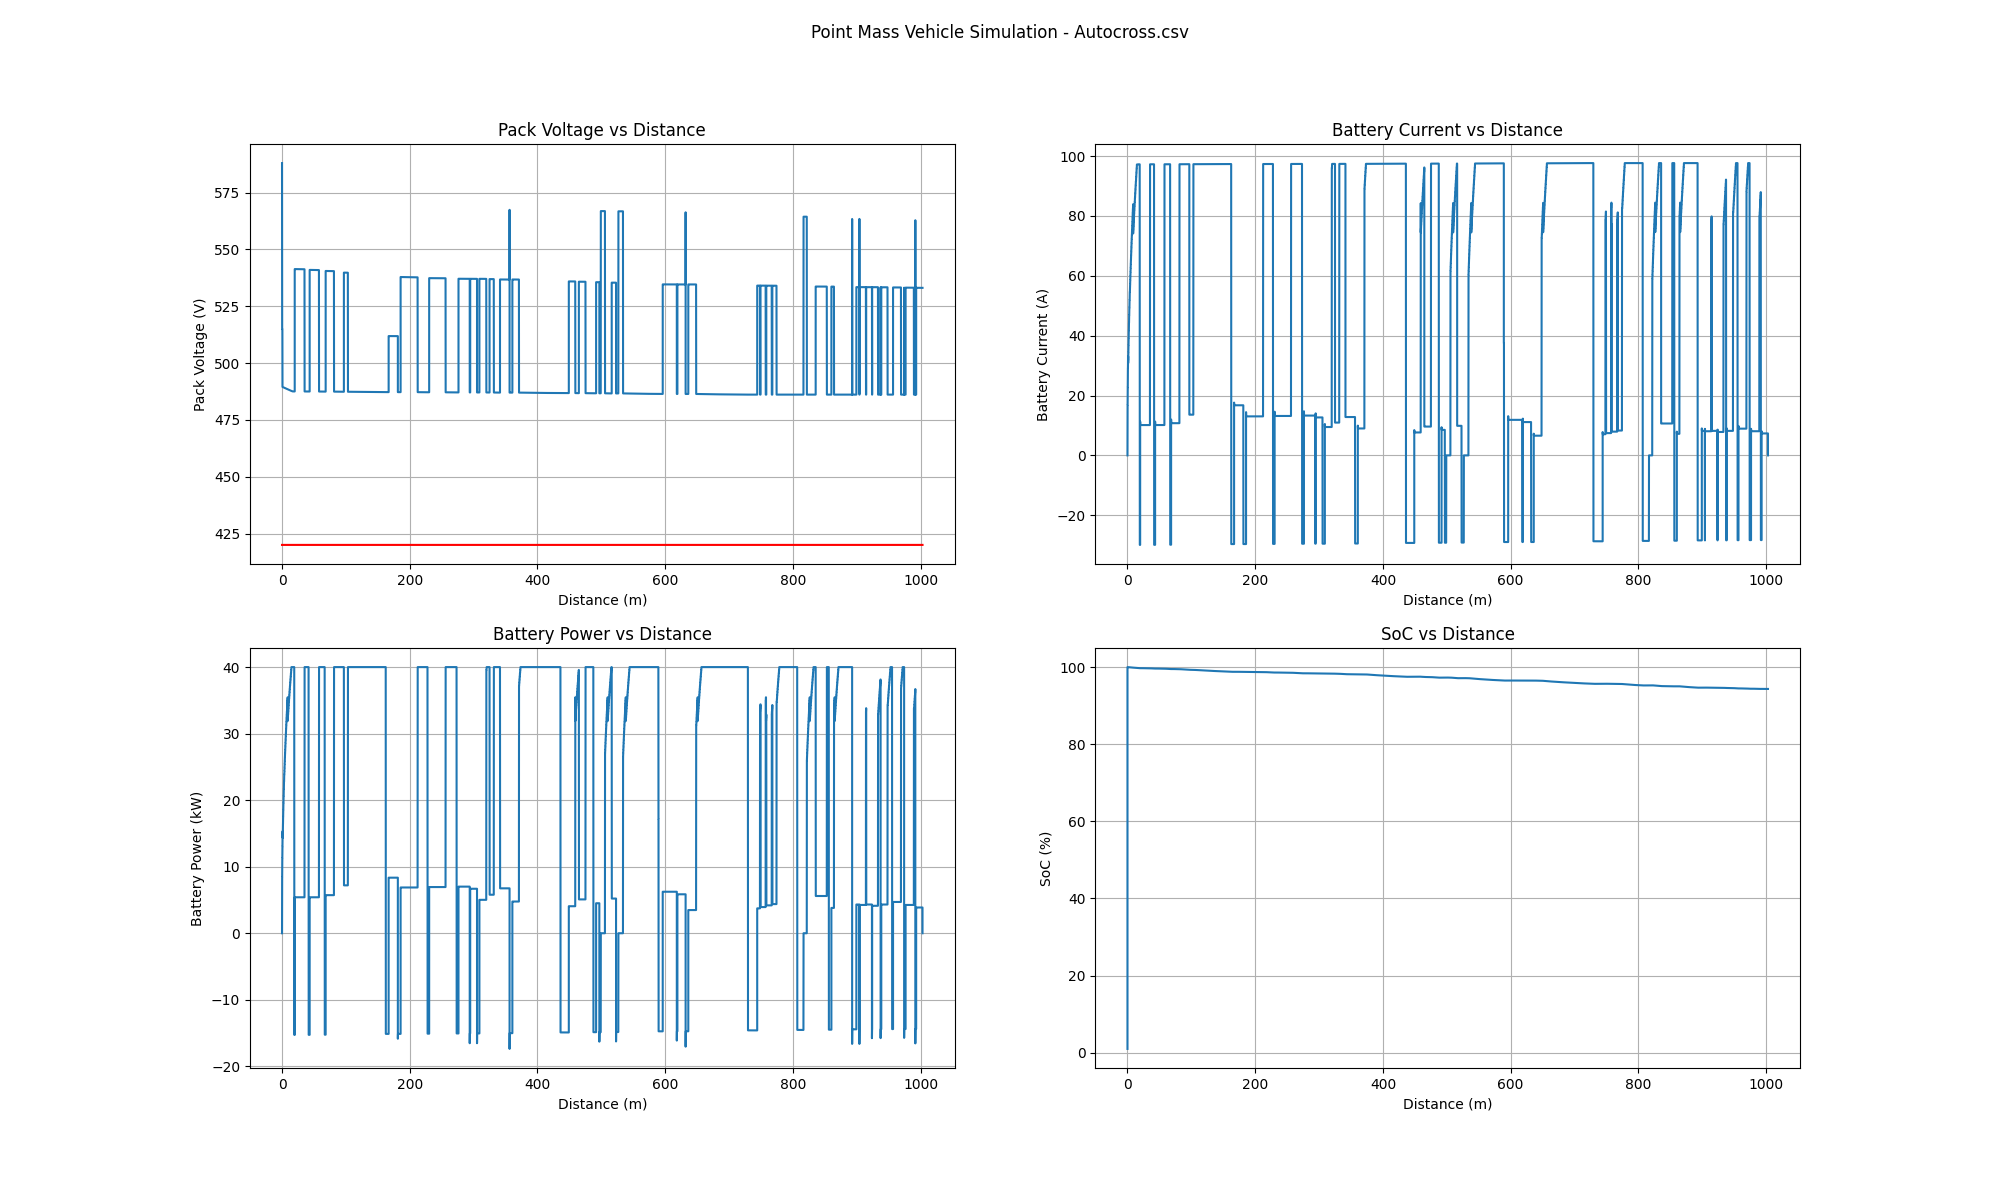 Point Mass Vehicle Simulation - Autocross.csv
Pack Voltage vs Distance
Pack Voltage (V)
575
550
525
500
475
450
425
0 200 400 600 800 1000
Distance (m)
Battery Current vs Distance
Battery Current (A)
100
80
60
40
20
0
−20
0 200 400 600 800 1000
Distance (m)
Battery Power vs Distance
Battery Power (kW)
40
30
20
10
0
−10
−20
0 200 400 600 800 1000
Distance (m)
SoC vs Distance
SoC (%)
100
80
60
40
20
0
0 200 400 600 800 1000
Distance (m)